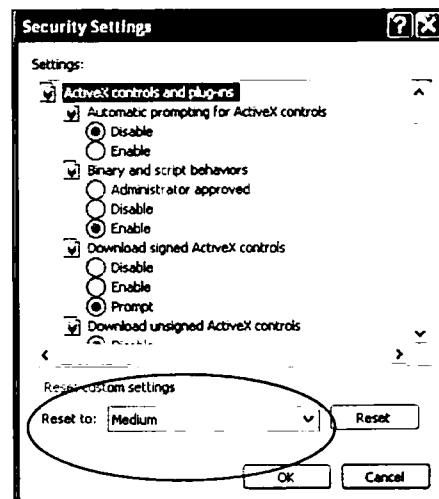 Security Settings
Settings:
ActiveX controls and plug-ins
Automatic prompting for ActiveX controls
Disable
Enable
Binary and script behaviors
Administrator approved
Disable
Enable
Download signed ActiveX controls
Disable
Enable
Prompt
Download unsigned ActiveX controls
Disable
Reset custom settings
Reset to: Medium Reset
OK Cancel